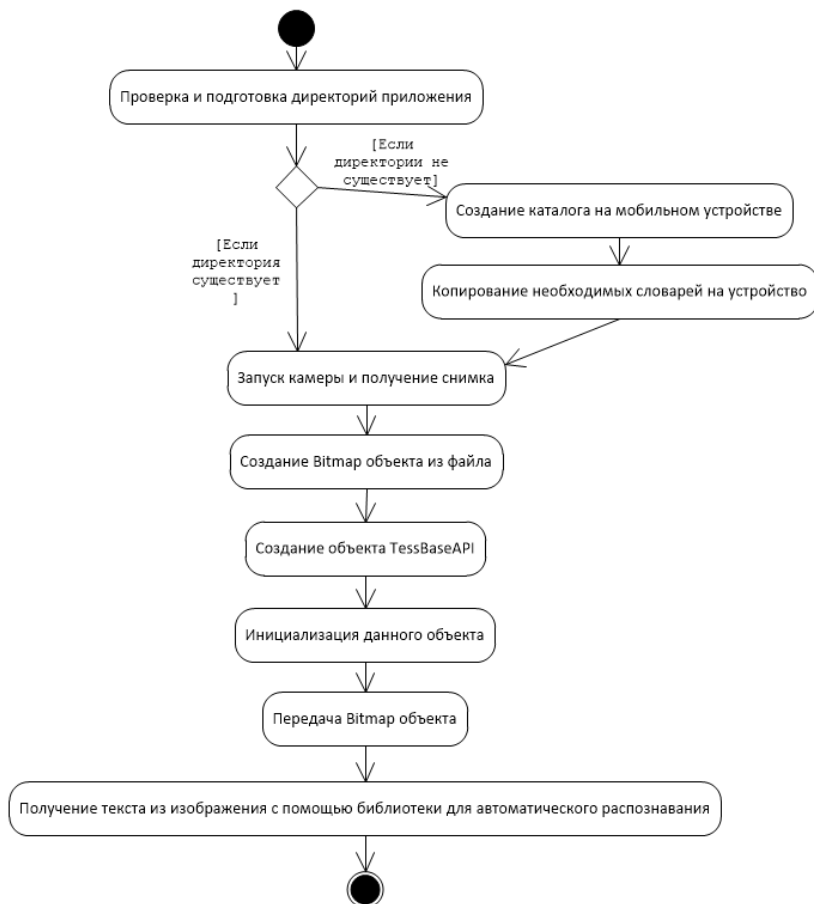 Проверка и подготовка директорий приложения
[Если
директории не
существует]
Создание каталога на мобильном устройстве
[Если
директория
существует
]
Копирование необходимых словарей на устройство
Запуск камеры и получение снимка
Создание Bitmap объекта из файла
Создание объекта TessBaseAPI
Инициализация данного объекта
Передача Bitmap объекта
Получение текста из изображения с помощью библиотеки для автоматического распознавания